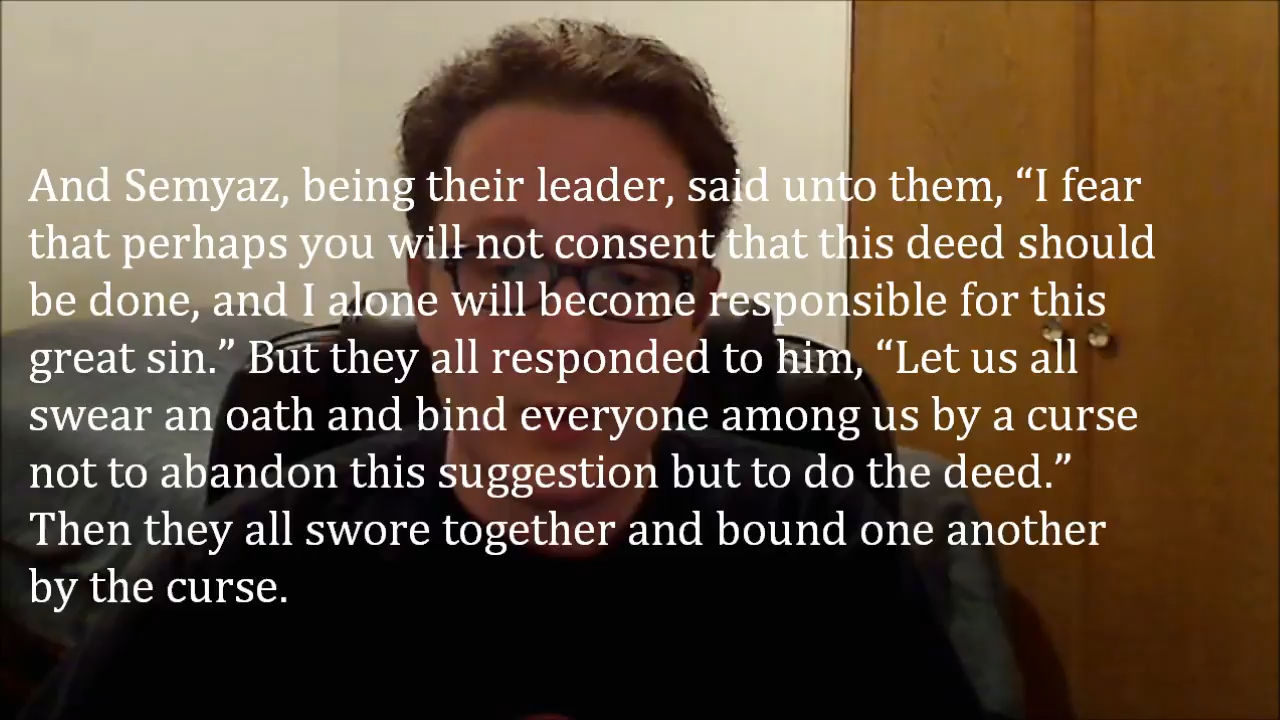 And Semyaz, being their leader, said unto them, “I fear
that perhaps you will not consent that this deed should
be done, and I alone will become responsible for this
great sin.” But they all responded to him, “Let us all
swear an oath and bind everyone among us by a curse
not to abandon this suggestion but to do the deed.”
Then they all swore together and bound one another
by the curse.